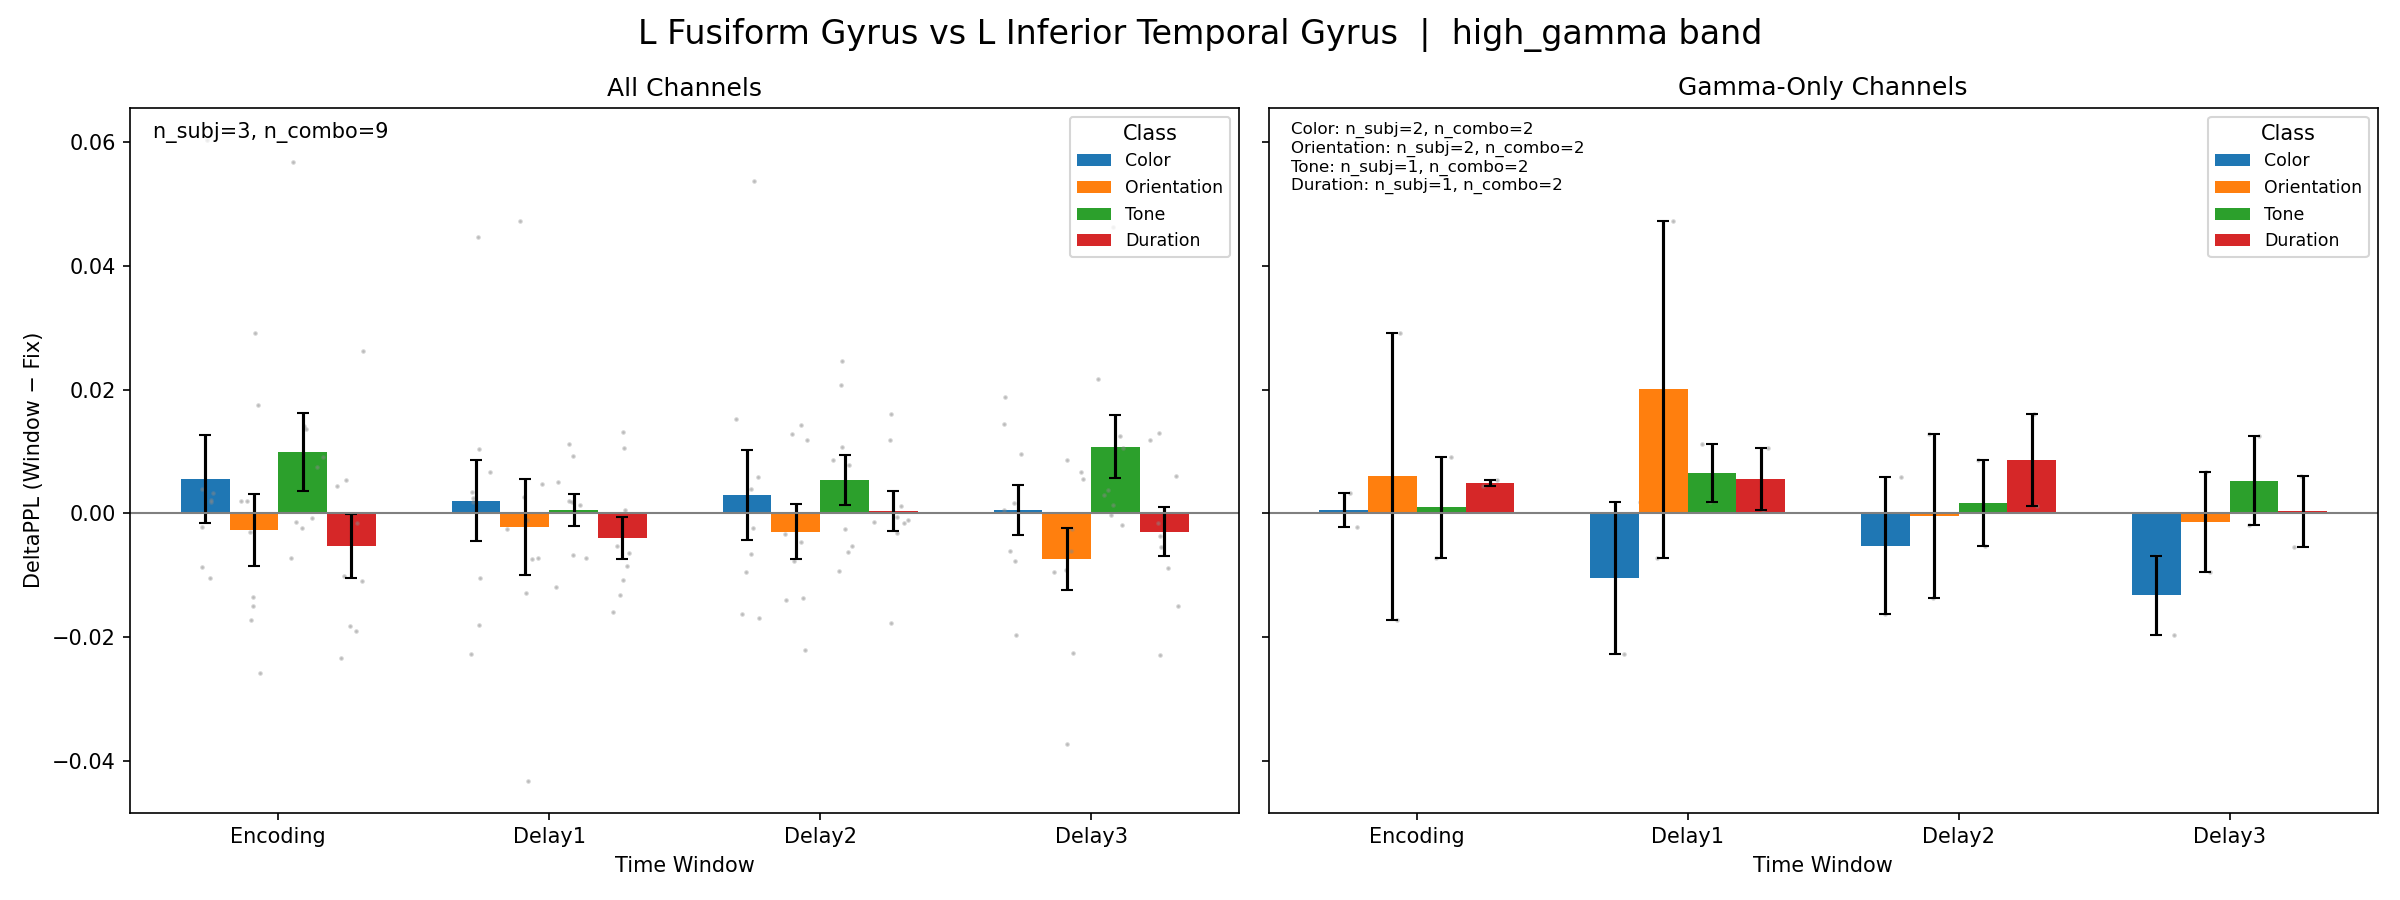 L Fusiform Gyrus vs L Inferior Temporal Gyrus | high_gamma band
All Channels
n_subj=3, n_combo=9
Class
Color
Orientation
Tone
Duration
0.06
0.04
0.02
0.00
−0.02
−0.04
DeltaPPL (Window − Fix)
Encoding
Delay1
Delay2
Delay3
Time Window
Gamma-Only Channels
Color: n_subj=2, n_combo=2
Orientation: n_subj=2, n_combo=2
Tone: n_subj=1, n_combo=2
Duration: n_subj=1, n_combo=2
Class
Color
Orientation
Tone
Duration
Encoding
Delay1
Delay2
Delay3
Time Window